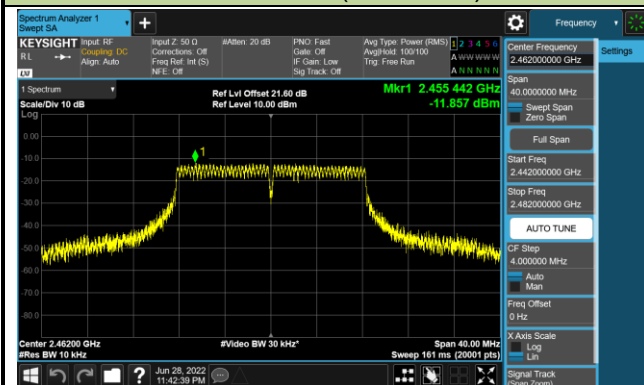 Spectrum Analyzer 1
Swept SA
+
Frequency
KEYSIGHT
R L
Input: RF
Coupling: DC
Align: Auto
Input Z: 50 Ω
Corrections: Off
Freq Ref: Int (S)
NFE: Off
#Atten: 20 dB
PNO: Fast
Gate: Off
IF Gain: Low
Sig Track: Off
Avg Type: Power (RMS)
Avg|Hold: 100/100
Trig: Free Run
1 2 3 4 5 6
A W W W W W
A N N N N N
1 Spectrum
Scale/Div 10 dB
Log
Ref Lvl Offset 21.60 dB
Ref Level 10.00 dBm
Mkr1 2.455 442 GHz
-11.857 dBm
1
0.00
-10.0
-20.0
-30.0
-40.0
-50.0
-60.0
-70.0
-80.0
Center 2.46200 GHz
#Res BW 10 kHz
#Video BW 30 kHz*
Span 40.00 MHz
Sweep 161 ms (20001 pts)
?
Jun 28, 2022
11:42:39 PM
Center Frequency
2.462000000 GHz
Settings
Span
40.0000000 MHz
Swept Span
Zero Span
Full Span
Start Freq
2.442000000 GHz
Stop Freq
2.482000000 GHz
AUTO TUNE
CF Step
4.000000 MHz
Auto
Man
Freq Offset
0 Hz
X Axis Scale
Log
Lin
Signal Track
(Span Zoom)